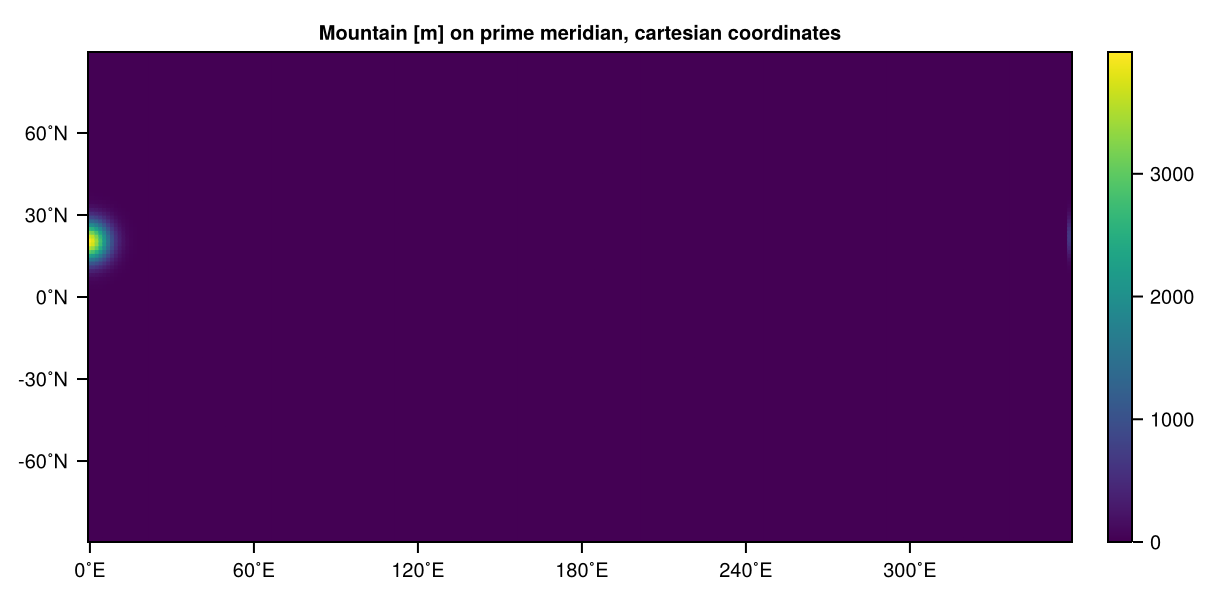 Mountain [m] on prime meridian, cartesian coordinates
60˚N
30˚N
0˚N
-30˚N
-60˚N
0˚E
60˚E
120˚E
180˚E
240˚E
300˚E
3000
2000
1000
0